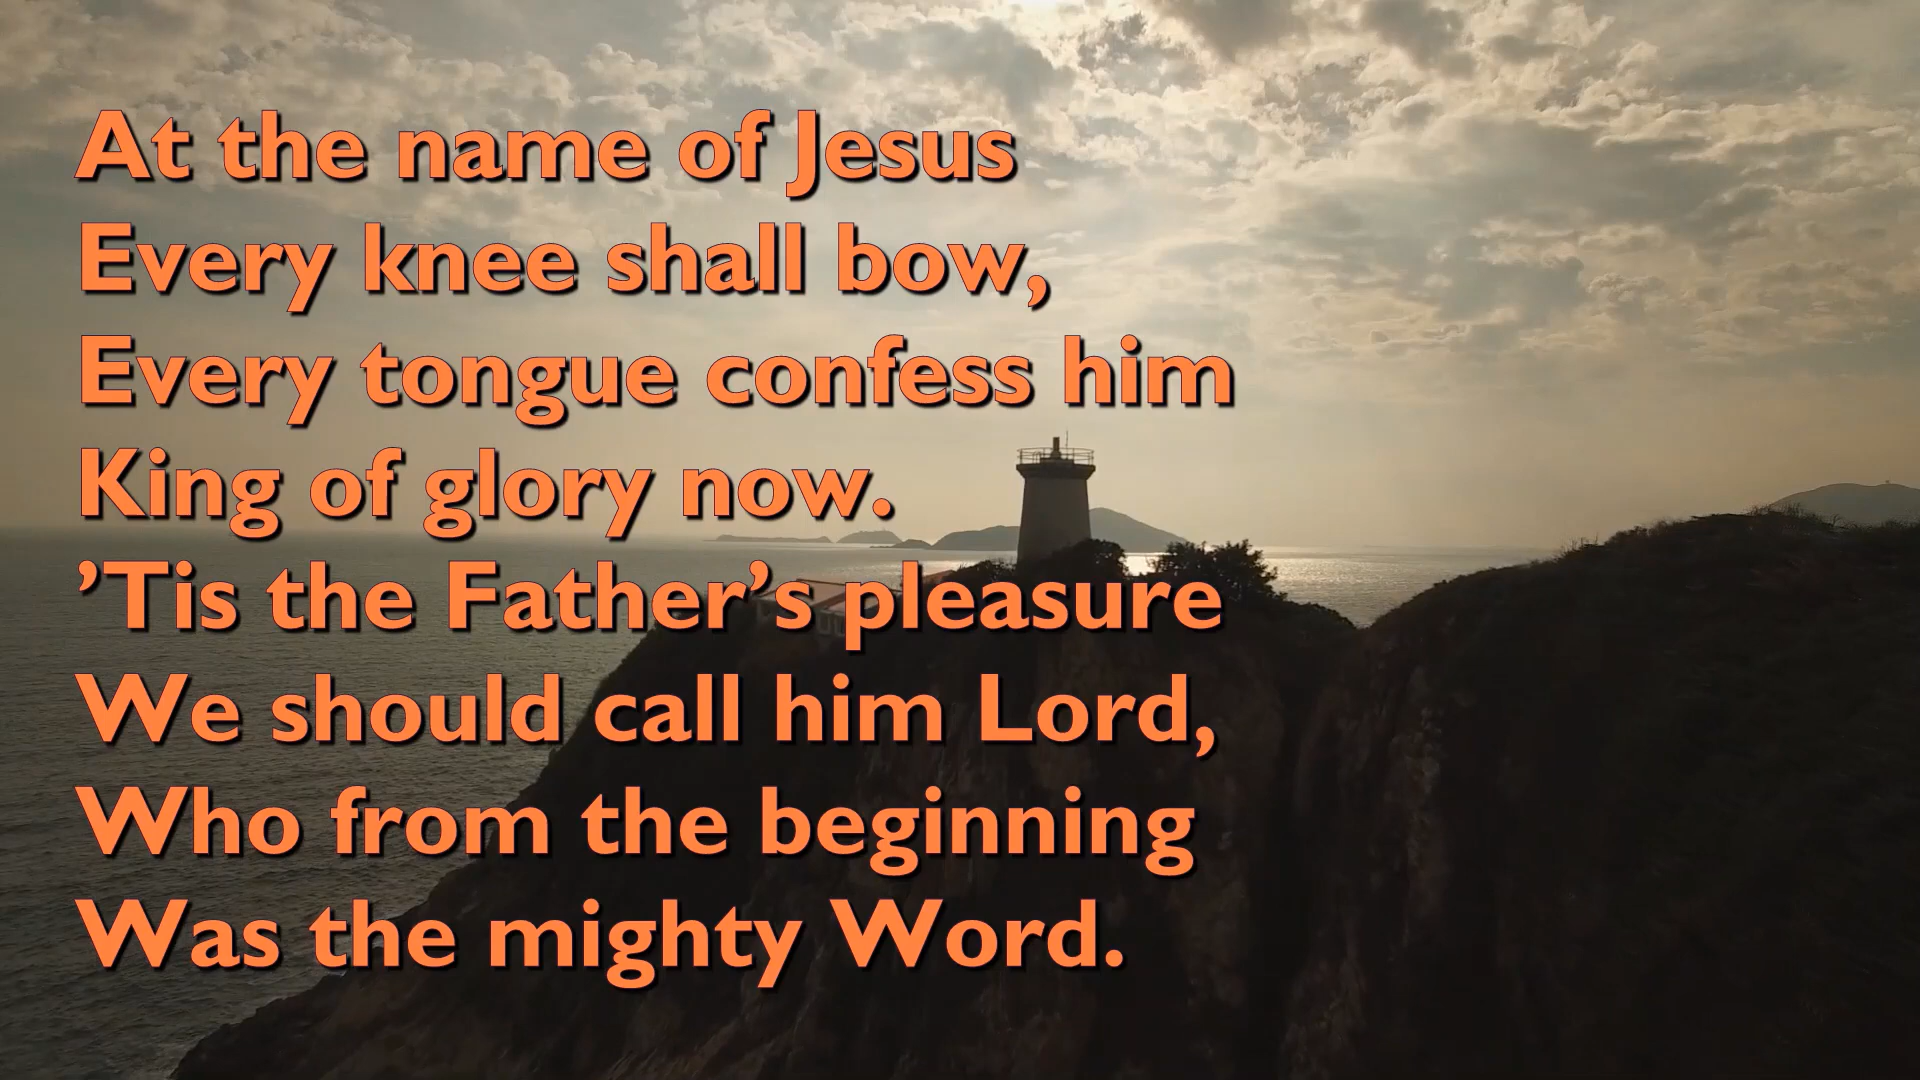 At the name of Jesus
Every knee shall bow,
Every tongue confess him
King of glory now.
’Tis the Father’s pleasure
We should call him Lord,
Who from the beginning
Was the mighty Word.